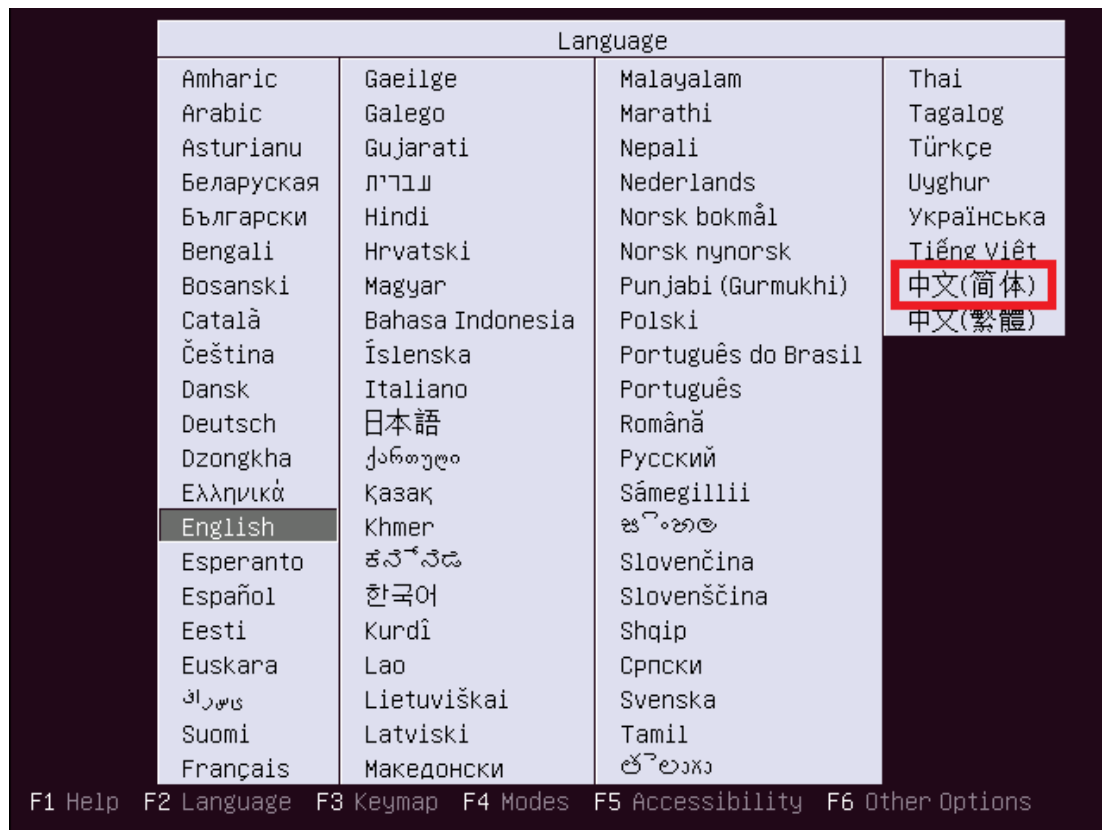 Language
Amharic
Arabic
Asturianu
Беларуская
Български
Bengali
Bosanski
Català
Čeština
Dansk
Deutsch
Dzongkha
Ελληνικά
English
Esperanto
Español
Eesti
Euskara
فارسی
Suomi
Français
Gaeilge
Galego
Gujarati
עברית
Hindi
Hrvatski
Magyar
Bahasa Indonesia
Íslenska
Italiano
日本語
ქართული
Қазақ
Khmer
ಕನ್ನಡ
한국어
Kurdî
Lao
Lietuviškai
Latviski
Македонски
Malayalam
Marathi
Nepali
Nederlands
Norsk bokmål
Norsk nynorsk
Punjabi (Gurmukhi)
Polski
Português do Brasil
Português
Română
Русский
Sámegillii
සිංහල
Slovenčina
Slovenščina
Shqip
Српски
Svenska
Tamil
తెలుగు
Thai
Tagalog
Türkçe
Uyghur
Українська
Tiếng Việt
中文(简体)
中文(繁體)
F1 Help F2 Language F3 Keymap F4 Modes F5 Accessibility F6 Other Options